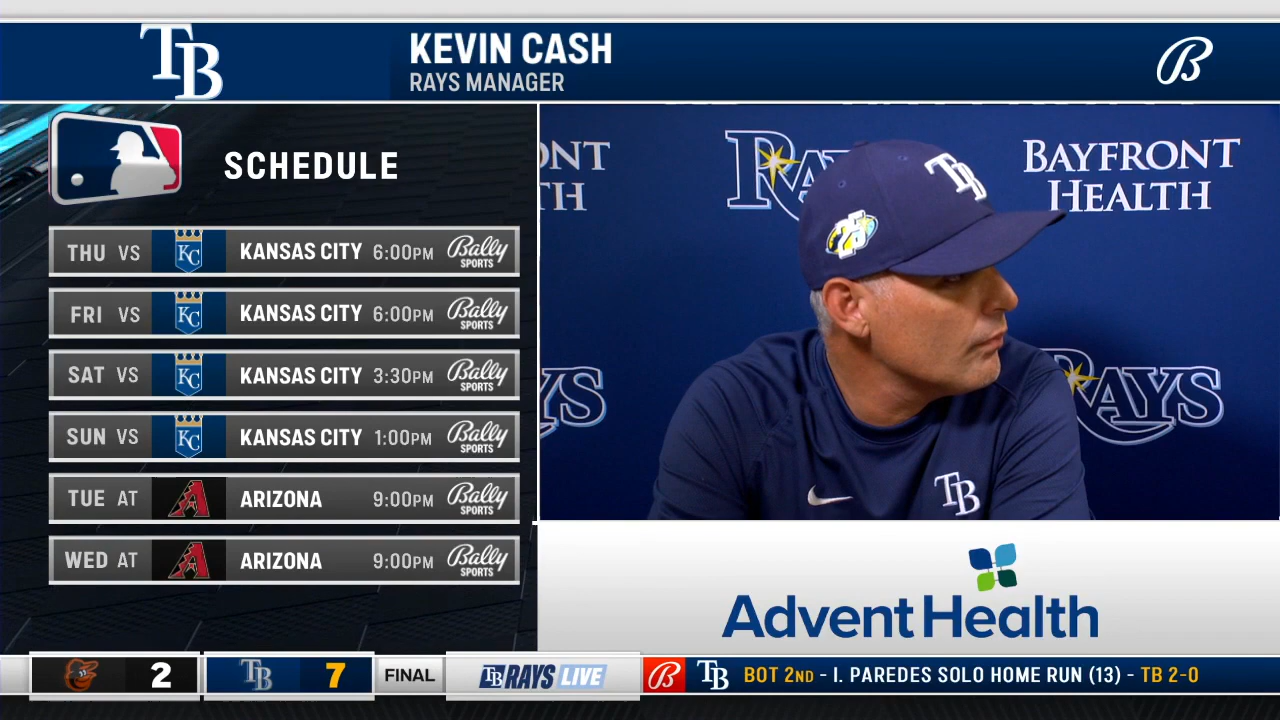 TB
KEVIN CASH
RAYS MANAGER
B
SCHEDULE
THU VS KC KANSAS CITY 6:00PM Bally SPORTS
FRI VS KC KANSAS CITY 6:00PM Bally SPORTS
SAT VS KC KANSAS CITY 3:30PM Bally SPORTS
SUN VS KC KANSAS CITY 1:00PM Bally SPORTS
TUE AT A ARIZONA 9:00PM Bally SPORTS
WED AT A ARIZONA 9:00PM Bally SPORTS
BAYFRONT
HEALTH
TB
25
RAYS
TB
AdventHealth
2 TB 7 FINAL TB RAYS LIVE B TB BOT 2ND - I. PAREDES SOLO HOME RUN (13) - TB 2-0